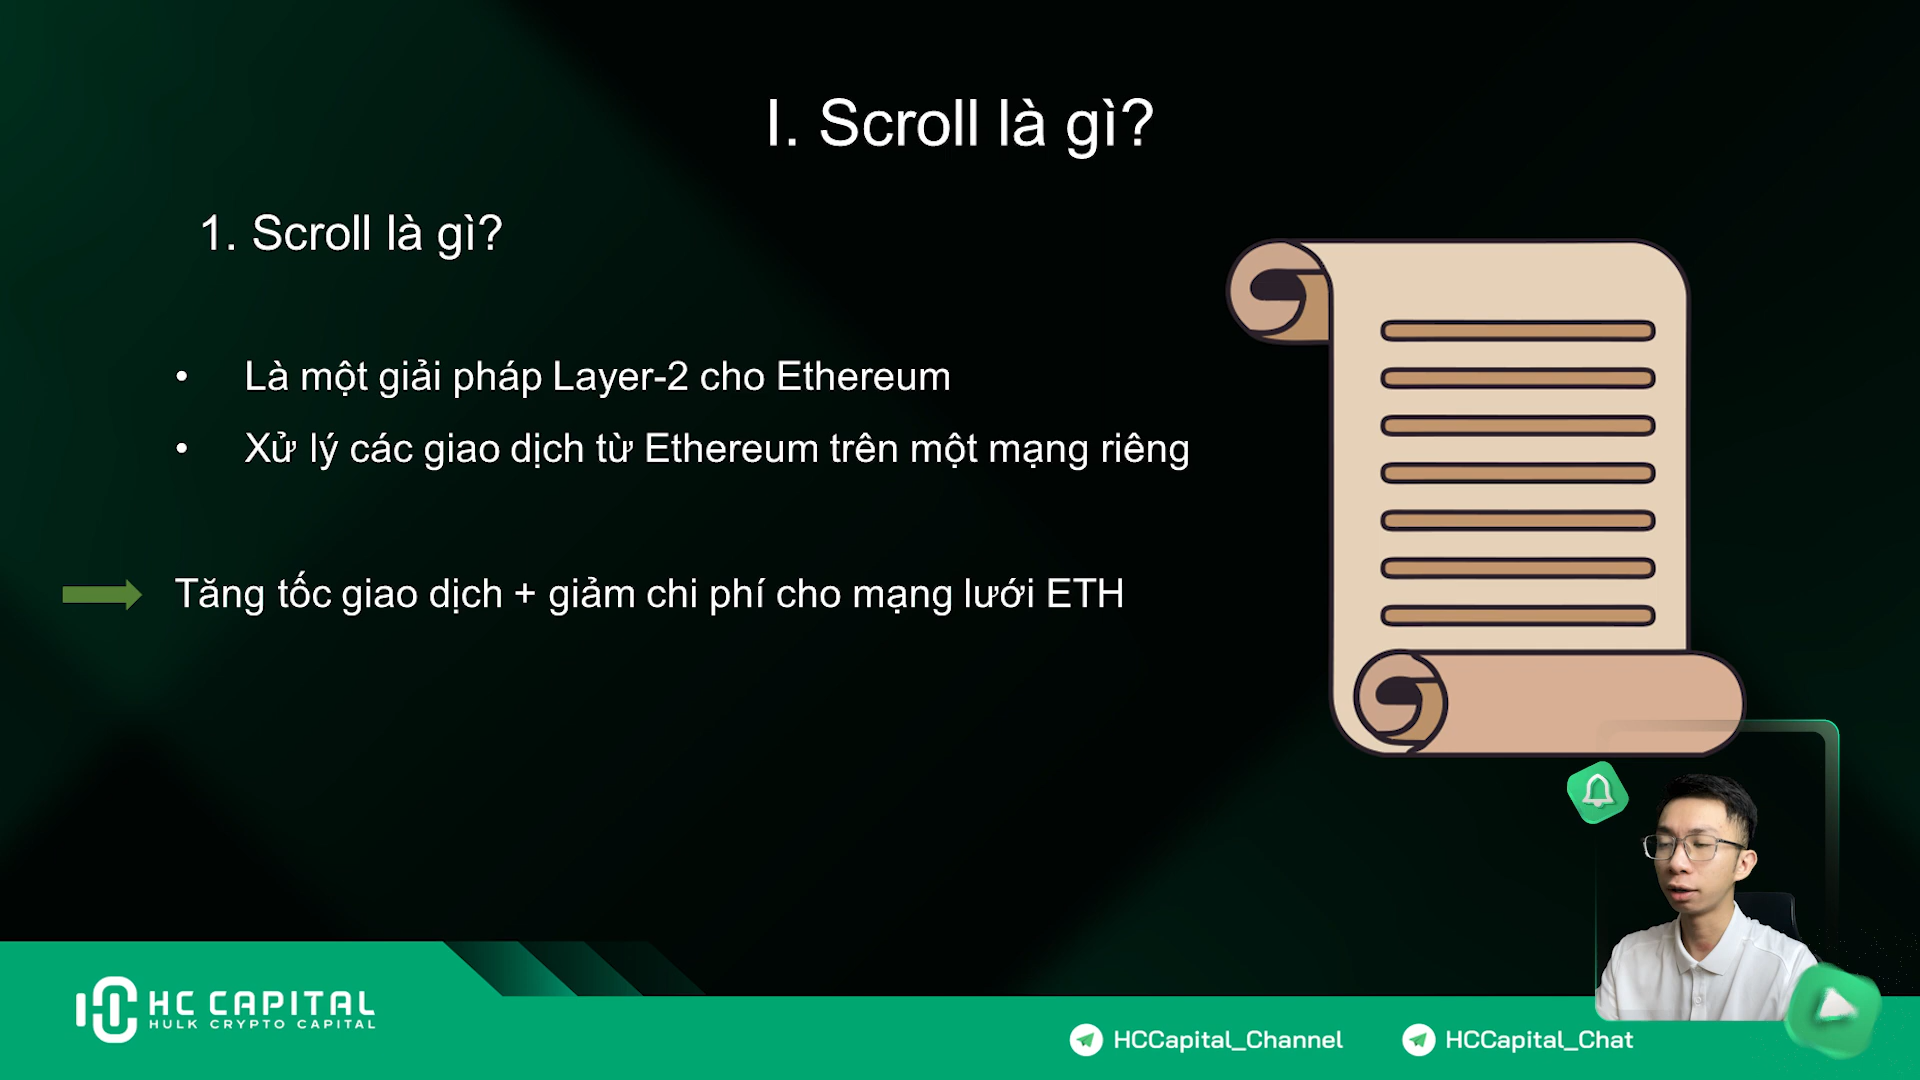 I. Scroll là gì?
1. Scroll là gì?
• Là một giải pháp Layer-2 cho Ethereum
• Xử lý các giao dịch từ Ethereum trên một mạng riêng
Tăng tốc giao dịch + giảm chi phí cho mạng lưới ETH
HC CAPITAL
HULK CRYPTO CAPITAL
HCCapital_Channel
HCCapital_Chat